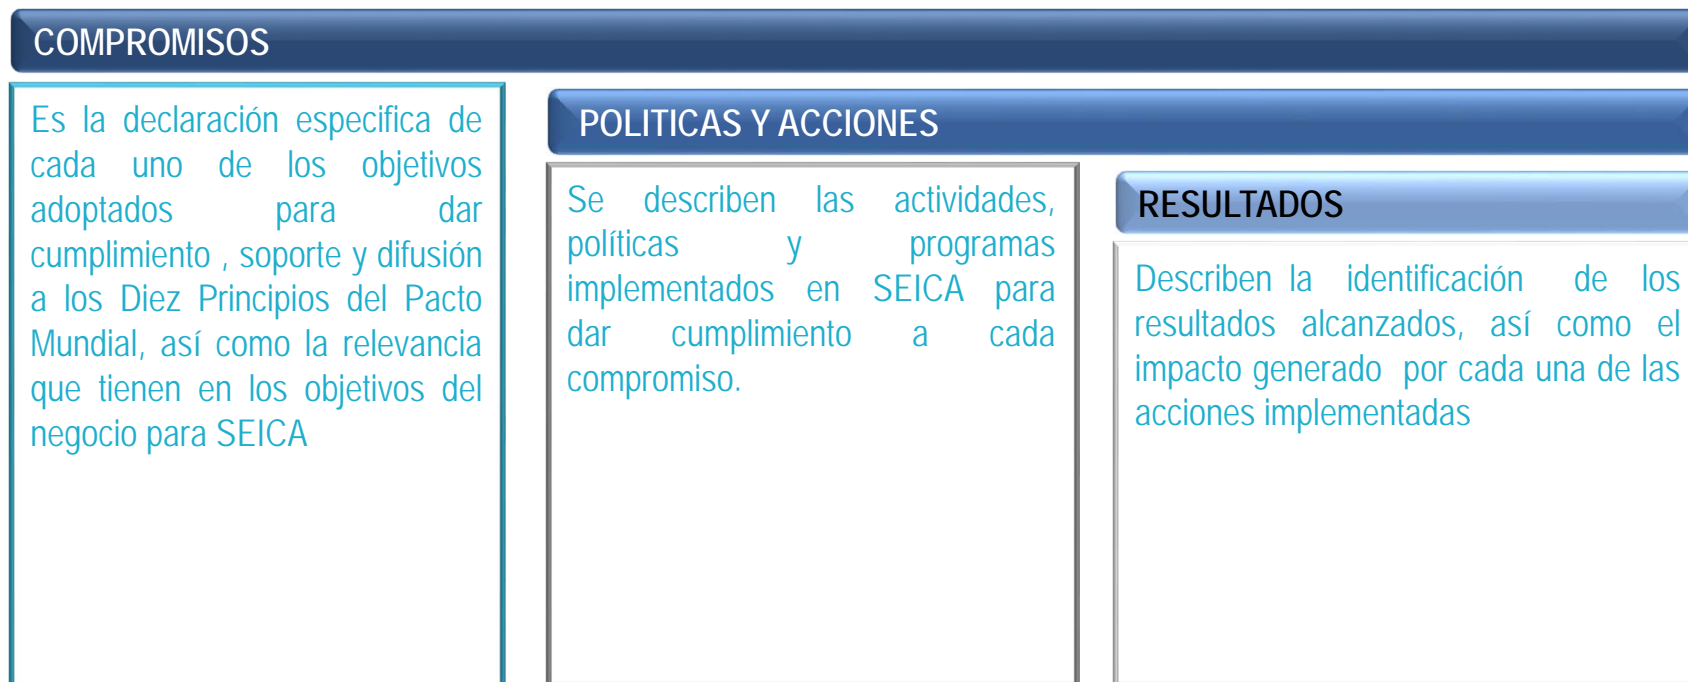 COMPROMISOS
Es la declaración especifica de
cada uno de los objetivos
adoptados para dar
cumplimiento , soporte y difusión
a los Diez Principios del Pacto
Mundial, así como la relevancia
que tienen en los objetivos del
negocio para SEICA
POLITICAS Y ACCIONES
Se describen las actividades,
políticas y programas
implementados en SEICA para
dar cumplimiento a cada
compromiso.
RESULTADOS
Describen la identificación de los
resultados alcanzados, así como el
impacto generado por cada una de las
acciones implementadas